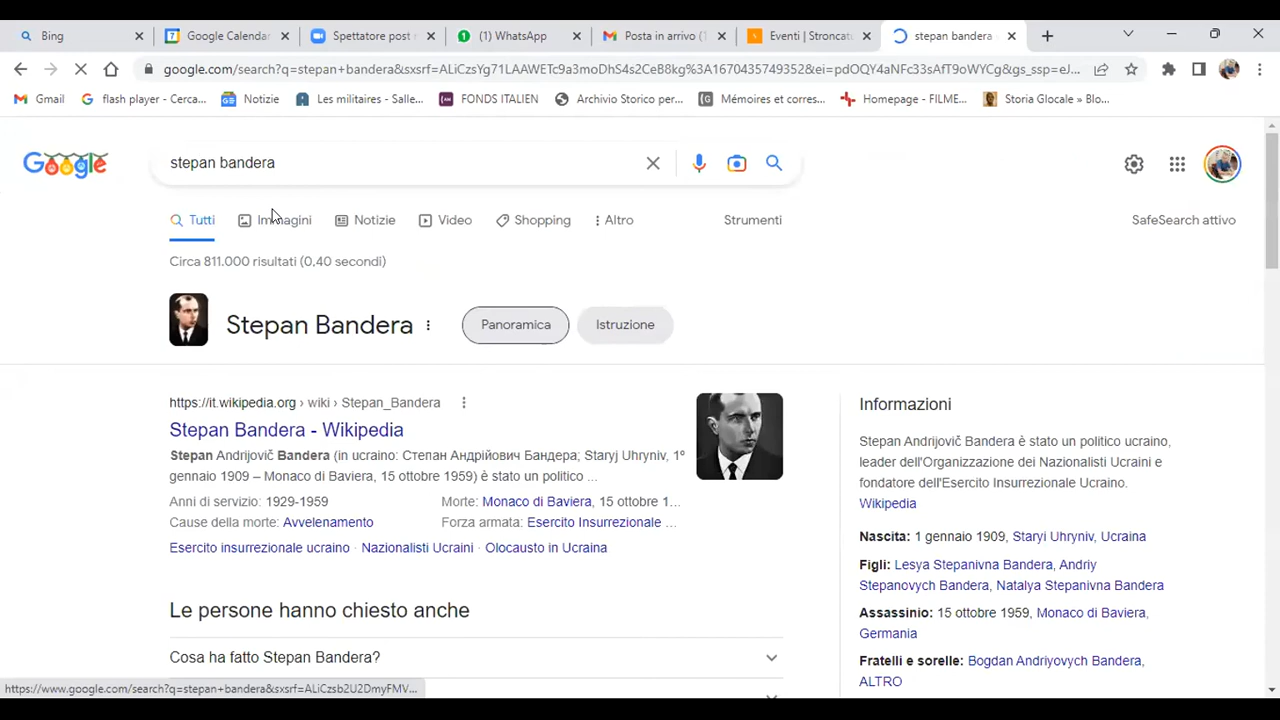 Bing
Google Calendar
Spettatore post r
(1) WhatsApp
Posta in arrivo (1
Eventi | Stroncatu
stepan bandera
google.com/search?q=stepan+bandera&sxsrf=ALiCzsYg71LAAWETc9a3moDhS4s2CeB8kg%3A1670435749352&ei=pdOQY4aNFc33sAfT9oWYCg&gs_ssp=eJ...
Gmail
flash player - Cerca...
Notizie
Les militaires - Salle...
FONDS ITALIEN
Archivio Storico per...
Mémoires et corres...
Homepage - FILME...
Storia Glocale » Blo...
Google
stepan bandera
Tutti
Immagini
Notizie
Video
Shopping
Altro
Strumenti
SafeSearch attivo
Circa 811.000 risultati (0,40 secondi)
Stepan Bandera
Panoramica
Istruzione
https://it.wikipedia.org › wiki › Stepan_Bandera
Stepan Bandera - Wikipedia
Stepan Andrijovič Bandera (in ucraino: Степан Андрійович Бандера; Staryj Uhryniv, 1º
gennaio 1909 – Monaco di Baviera, 15 ottobre 1959) è stato un politico ...
Anni di servizio: 1929-1959
Morte: Monaco di Baviera, 15 ottobre 1...
Cause della morte: Avvelenamento
Forza armata: Esercito Insurrezionale ...
Esercito insurrezionale ucraino · Nazionalisti Ucraini · Olocausto in Ucraina
Le persone hanno chiesto anche
Cosa ha fatto Stepan Bandera?
Informazioni
Stepan Andrijovič Bandera è stato un politico ucraino,
leader dell'Organizzazione dei Nazionalisti Ucraini e
fondatore dell'Esercito Insurrezionale Ucraino.
Wikipedia
Nascita: 1 gennaio 1909, Staryi Uhryniv, Ucraina
Figli: Lesya Stepanivna Bandera, Andriy
Stepanovych Bandera, Natalya Stepanivna Bandera
Assassinio: 15 ottobre 1959, Monaco di Baviera,
Germania
Fratelli e sorelle: Bogdan Andriyovych Bandera,
ALTRO
https://www.google.com/search?q=stepan+bandera&sxsrf=ALiCzsb2U2DmyFMV...